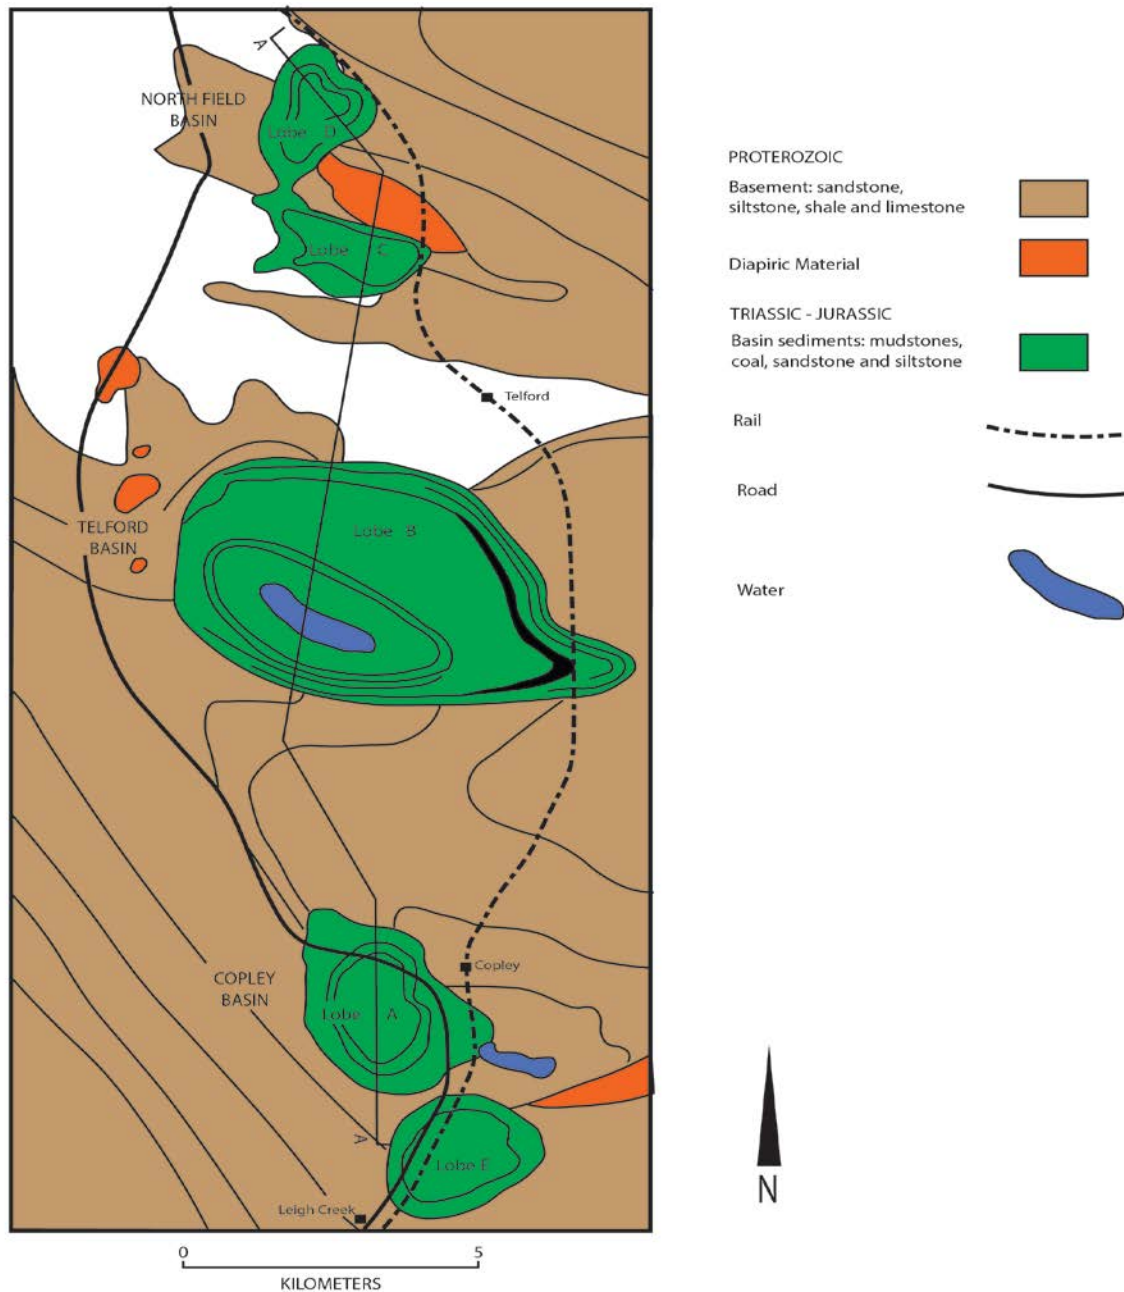 A
NORTH FIELD
BASIN
Lobe D
Lobe C
Telford
TELFORD
BASIN
Lobe B
Copley
COPLEY
BASIN
Lobe A
A
Lobe E
Leigh Creek
0 5
KILOMETERS
PROTEROZOIC
Basement: sandstone,
siltstone, shale and limestone
Diapiric Material
TRIASSIC - JURASSIC
Basin sediments: mudstones,
coal, sandstone and siltstone
Rail
Road
Water
N